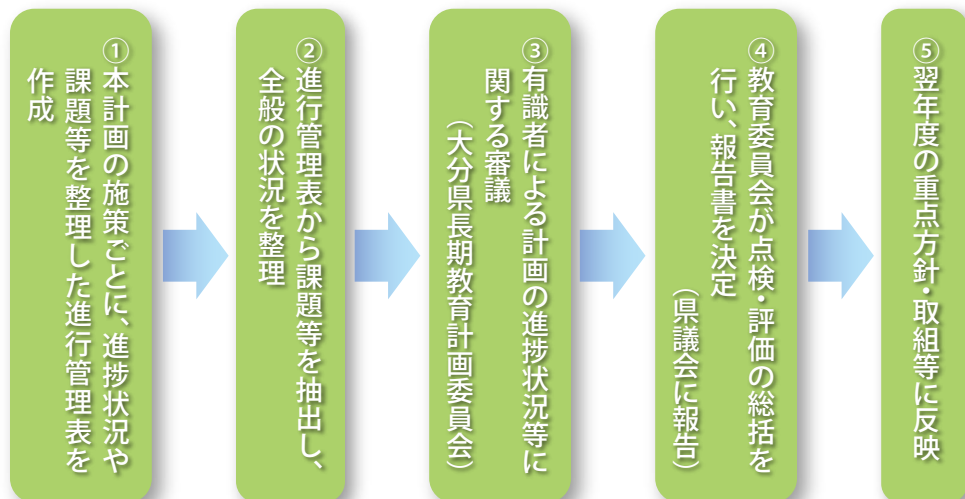 ①本計画の施策ごとに、進捗状況や
課題等を整理した進行管理表を
作成
②進行管理表から課題等を抽出し、
全般の状況を整理
③有識者による計画の進捗状況等に
関する審議
（大分県長期教育計画委員会）
④教育委員会が点検・評価の総括を
行い、報告書を決定
（県議会に報告）
⑤翌年度の重点方針・取組等に反映